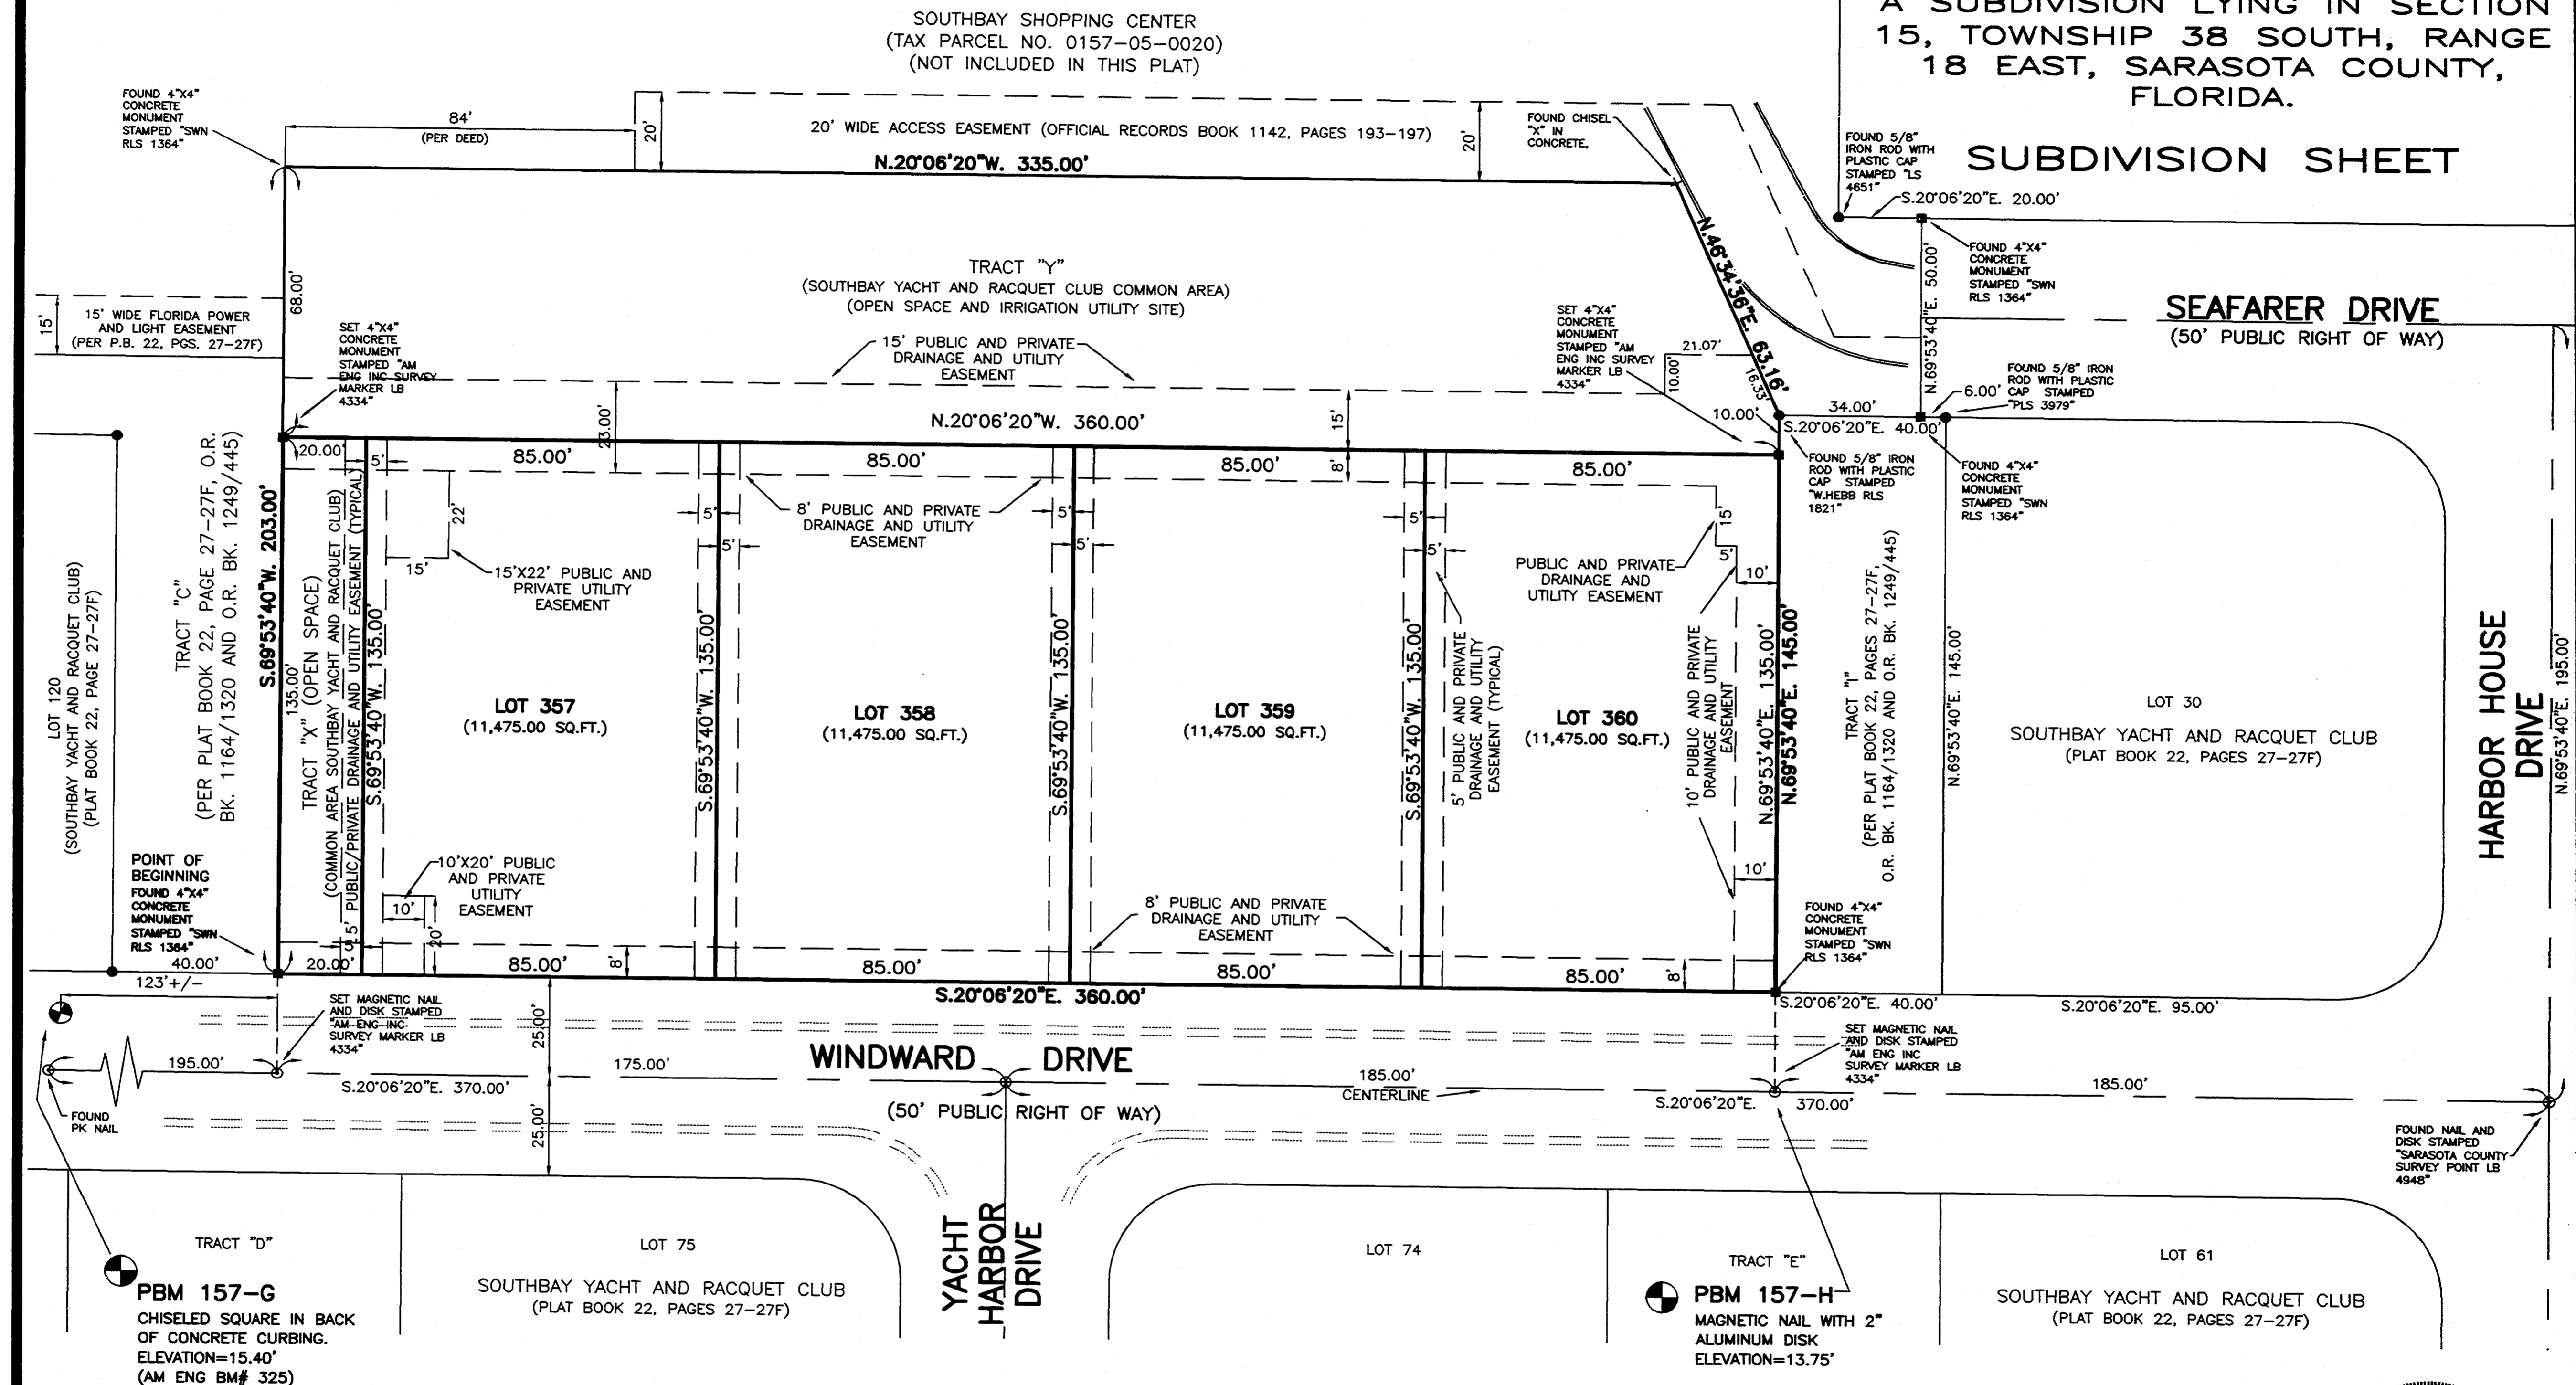 SOUTHBAY SHOPPING CENTER
(TAX PARCEL NO. 0157-05-0020)
(NOT INCLUDED IN THIS PLAT)
A SUBDIVISION LYING IN SECTION
15, TOWNSHIP 38 SOUTH, RANGE
18 EAST, SARASOTA COUNTY,
FLORIDA.
SUBDIVISION SHEET
FOUND 4"X4"
CONCRETE
MONUMENT
STAMPED "SWN
RLS 1364"
84'
(PER DEED)
20'
20' WIDE ACCESS EASEMENT (OFFICIAL RECORDS BOOK 1142, PAGES 193-197)
20'
N.20°06'20"W. 335.00'
FOUND CHISEL
"X" IN
CONCRETE.
FOUND 5/8"
IRON ROD WITH
PLASTIC CAP
STAMPED "LS
4651"
S.20°06'20"E. 20.00'
FOUND 4"X4"
CONCRETE
MONUMENT
STAMPED "SWN
RLS 1364"
N.69°53'40"E. 50.00'
SEAFARER DRIVE
(50' PUBLIC RIGHT OF WAY)
N.46°34'36"E. 63.16'
16.33'
68.00'
15'
15' WIDE FLORIDA POWER
AND LIGHT EASEMENT
(PER P.B. 22, PGS. 27-27F)
SET 4"X4"
CONCRETE
MONUMENT
STAMPED "AM
ENG INC SURVEY
MARKER LB
4334"
TRACT "Y"
(SOUTHBAY YACHT AND RACQUET CLUB COMMON AREA)
(OPEN SPACE AND IRRIGATION UTILITY SITE)
15' PUBLIC AND PRIVATE
DRAINAGE AND UTILITY
EASEMENT
SET 4"X4"
CONCRETE
MONUMENT
STAMPED "AM
ENG INC SURVEY
MARKER LB
4334"
21.07'
10.00'
FOUND 5/8" IRON
ROD WITH PLASTIC
CAP STAMPED
"PLS 3979"
6.00'
34.00'
10.00'
S.20°06'20"E. 40.00'
23.00'
N.20°06'20"W. 360.00'
15'
8'
FOUND 5/8" IRON
ROD WITH PLASTIC
CAP STAMPED
"W.HEBB RLS
1821"
FOUND 4"X4"
CONCRETE
MONUMENT
STAMPED "SWN
RLS 1364"
20.00'
5'
85.00'
85.00'
85.00'
85.00'
22'
15'
15'X22' PUBLIC AND
PRIVATE UTILITY
EASEMENT
5'
5'
8' PUBLIC AND PRIVATE
DRAINAGE AND UTILITY
EASEMENT
5'
5'
5'
5'
PUBLIC AND PRIVATE
DRAINAGE AND
UTILITY EASEMENT
15'
5'
10'
LOT 120
(SOUTHBAY YACHT AND RACQUET CLUB)
(PLAT BOOK 22, PAGE 27-27F)
TRACT "C"
(PER PLAT BOOK 22, PAGE 27-27F, O.R.
BK. 1164/1320 AND O.R. BK. 1249/445)
S.69°53'40"W. 203.00'
135.00'
TRACT "X" (OPEN SPACE)
(COMMON AREA SOUTHBAY YACHT AND RACQUET CLUB)
5' PUBLIC/PRIVATE DRAINAGE AND UTILITY EASEMENT (TYPICAL)
S.69°53'40"W. 135.00'
LOT 357
(11,475.00 SQ.FT.)
S.69°53'40"W. 135.00'
LOT 358
(11,475.00 SQ.FT.)
S.69°53'40"W. 135.00'
LOT 359
(11,475.00 SQ.FT.)
S.69°53'40"W. 135.00'
5' PUBLIC AND PRIVATE
DRAINAGE AND UTILITY
EASEMENT (TYPICAL)
LOT 360
(11,475.00 SQ.FT.)
10' PUBLIC AND PRIVATE
DRAINAGE AND UTILITY
EASEMENT
N.69°53'40"E. 135.00'
N.69°53'40"E. 145.00'
TRACT "I"
(PER PLAT BOOK 22, PAGES 27-27F,
O.R. BK. 1164/1320 AND O.R. BK. 1249/445)
N.69°53'40"E. 145.00'
LOT 30
SOUTHBAY YACHT AND RACQUET CLUB
(PLAT BOOK 22, PAGES 27-27F)
HARBOR HOUSE
DRIVE
N.69°53'40"E. 195.00'
POINT OF
BEGINNING
FOUND 4"X4"
CONCRETE
MONUMENT
STAMPED "SWN
RLS 1364"
10'X20' PUBLIC
AND PRIVATE
UTILITY
EASEMENT
10'
20'
8' PUBLIC AND PRIVATE
DRAINAGE AND UTILITY
EASEMENT
10'
FOUND 4"X4"
CONCRETE
MONUMENT
STAMPED "SWN
RLS 1364"
40.00'
20.00'
85.00'
8'
85.00'
85.00'
85.00'
8'
123'+/-
S.20°06'20"E. 360.00'
S.20°06'20"E. 40.00'
S.20°06'20"E. 95.00'
SET MAGNETIC NAIL
AND DISK STAMPED
"AM ENG INC
SURVEY MARKER LB
4334"
25.00'
WINDWARD DRIVE
SET MAGNETIC NAIL
AND DISK STAMPED
"AM ENG INC
SURVEY MARKER LB
4334"
195.00'
S.20°06'20"E. 370.00'
175.00'
185.00'
CENTERLINE
S.20°06'20"E. 370.00'
185.00'
FOUND
PK NAIL
25.00'
(50' PUBLIC RIGHT OF WAY)
FOUND NAIL AND
DISK STAMPED
"SARASOTA COUNTY
SURVEY POINT LB
4948"
TRACT "D"
PBM 157-G
CHISELED SQUARE IN BACK
OF CONCRETE CURBING.
ELEVATION=15.40'
(AM ENG BM# 325)
LOT 75
SOUTHBAY YACHT AND RACQUET CLUB
(PLAT BOOK 22, PAGES 27-27F)
YACHT
HARBOR
DRIVE
LOT 74
TRACT "E"
PBM 157-H
MAGNETIC NAIL WITH 2"
ALUMINUM DISK
ELEVATION=13.75'
LOT 61
SOUTHBAY YACHT AND RACQUET CLUB
(PLAT BOOK 22, PAGES 27-27F)